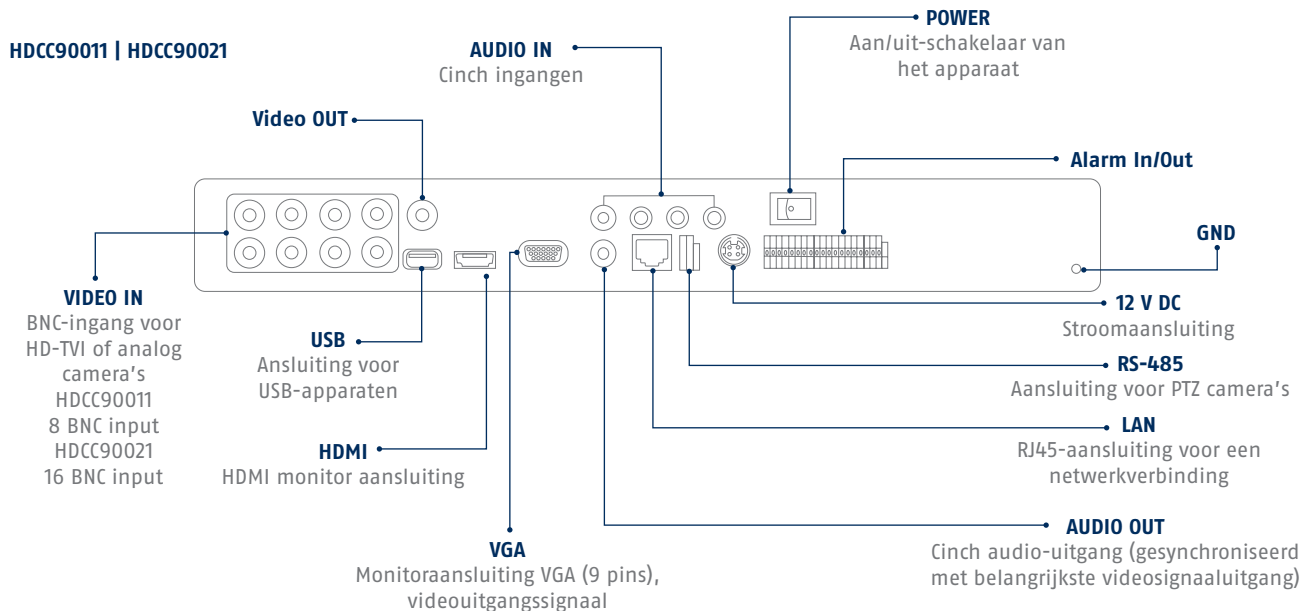 HDCC90011 | HDCC90021
POWER
Aan/uit-schakelaar van
het apparaat
AUDIO IN
Cinch ingangen
Video OUT
Alarm In/Out
GND
VIDEO IN
BNC-ingang voor
HD-TVI of analog
camera's
HDCC90011
8 BNC input
HDCC90021
16 BNC input
USB
Ansluiting voor
USB-apparaten
HDMI
HDMI monitor aansluiting
VGA
Monitoraansluiting VGA (9 pins),
videouitgangssignaal
12 V DC
Stroomaansluiting
RS-485
Aansluiting voor PTZ camera's
LAN
RJ45-aansluiting voor een
netwerkverbinding
AUDIO OUT
Cinch audio-uitgang (gesynchroniseerd
met belangrijkste videosignaaluitgang)